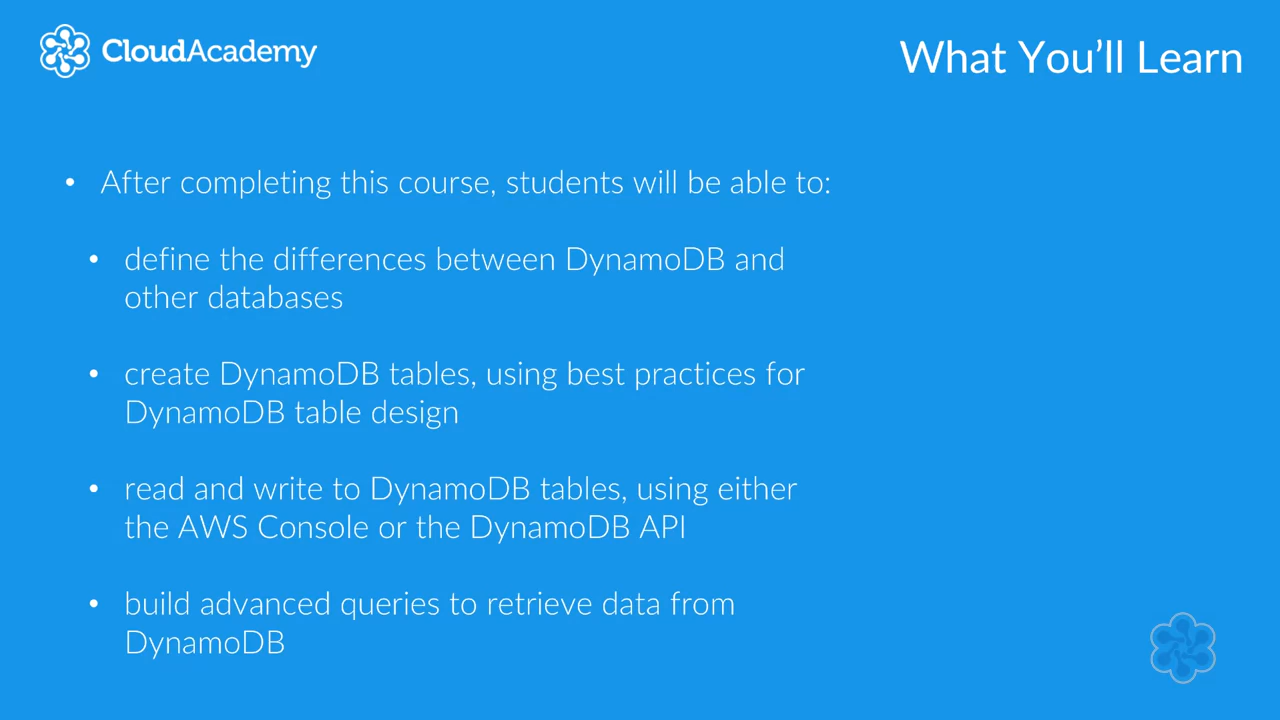 CloudAcademy
What You'll Learn
• After completing this course, students will be able to:
• define the differences between DynamoDB and
other databases
• create DynamoDB tables, using best practices for
DynamoDB table design
• read and write to DynamoDB tables, using either
the AWS Console or the DynamoDB API
• build advanced queries to retrieve data from
DynamoDB